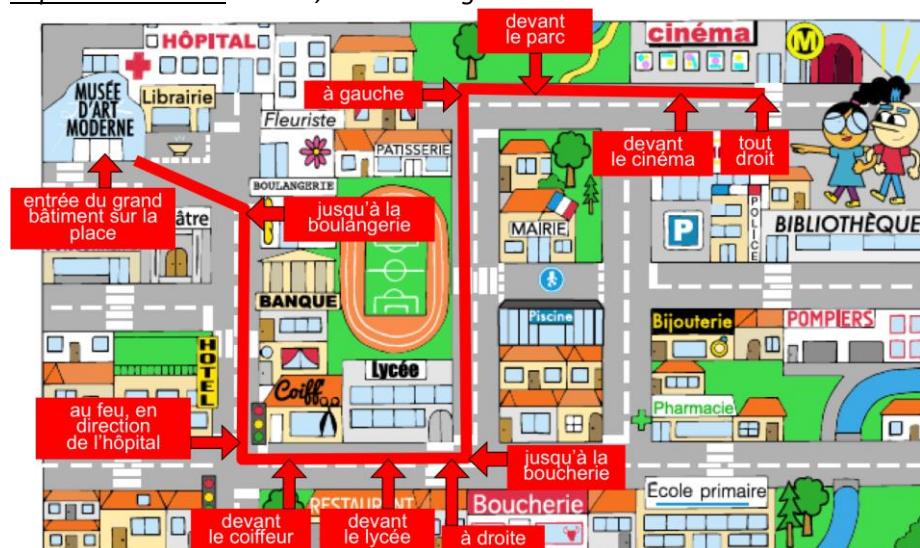 devant
le parc
cinéma
M
HÔPITAL
à gauche
MUSÉE
D'ART
MODERNE
Librairie
Fleuriste
PATISSERIE
devant
le cinéma
tout
droit
BOULANGERIE
entrée du grand
bâtiment sur la
place
âtre
jusqu'à la
boulangerie
MAIRIE
P
POLICE
BIBLIOTHÈQUE
BANQUE
Piscine
Bijouterie
POMPIERS
HOTEL
Lycée
Coiff
au feu, en
direction
de l'hôpital
Pharmacie
jusqu'à la
boucherie
RESTAURANT
Boucherie
École primaire
devant
le coiffeur
devant
le lycée
à droite